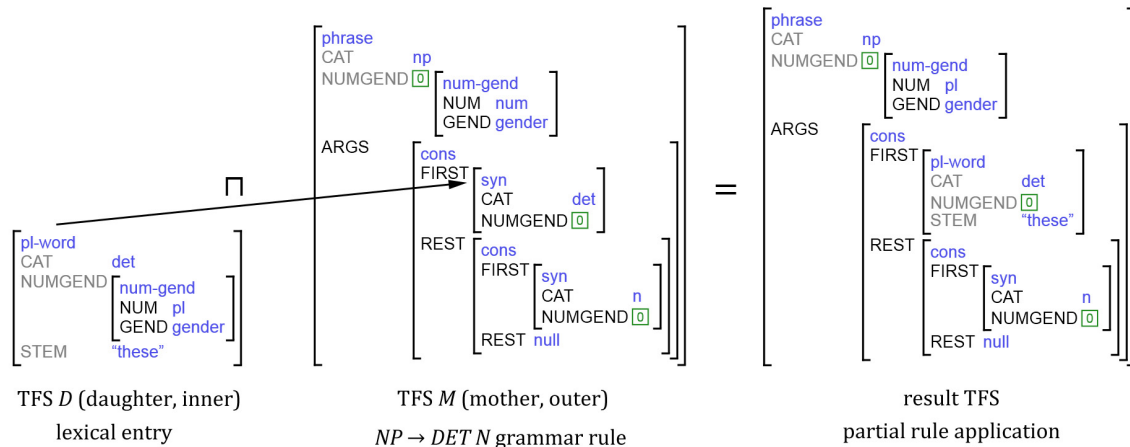 pl-word
CAT det
NUMGEND
num-gend
NUM pl
GEND gender
STEM "these"
TFS D (daughter, inner)
lexical entry
⊓
phrase
CAT np
NUMGEND 0
num-gend
NUM num
GEND gender
ARGS
cons
FIRST
syn
CAT det
NUMGEND 0
REST
cons
FIRST
syn
CAT n
NUMGEND 0
REST null
TFS M (mother, outer)
NP → DET N grammar rule
=
phrase
CAT np
NUMGEND 0
num-gend
NUM pl
GEND gender
ARGS
cons
FIRST
pl-word
CAT det
NUMGEND 0
STEM "these"
REST
cons
FIRST
syn
CAT n
NUMGEND 0
REST null
result TFS
partial rule application